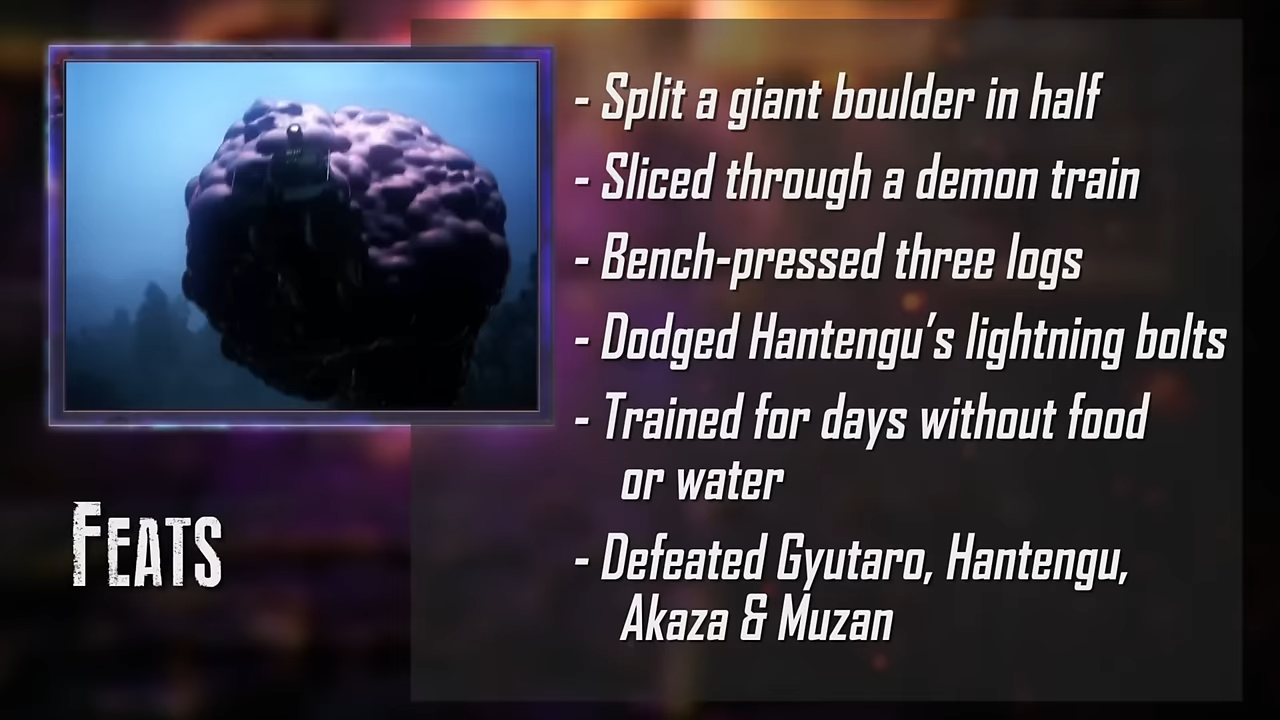 - Split a giant boulder in half
- Sliced through a demon train
- Bench-pressed three logs
- Dodged Hantengu’s lightning bolts
- Trained for days without food
or water
- Defeated Gyutaro, Hantengu,
Akaza & Muzan
FEATS